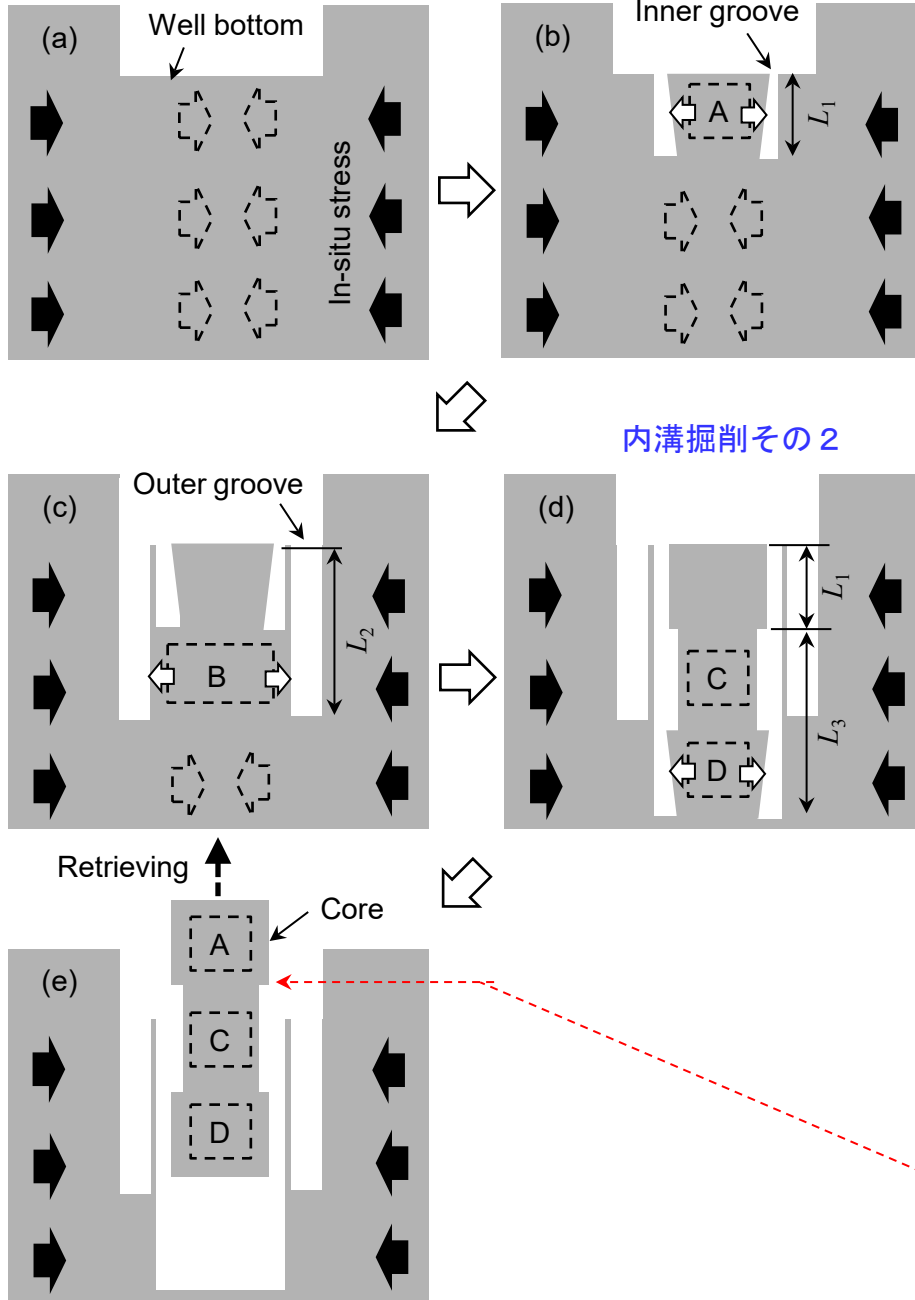 (a)
Well bottom
In-situ stress
(b)
Inner groove
A
L1
内溝掘削その２
(c)
Outer groove
B
L2
(d)
L1
C
L3
D
Retrieving
Core
(e)
A
C
D